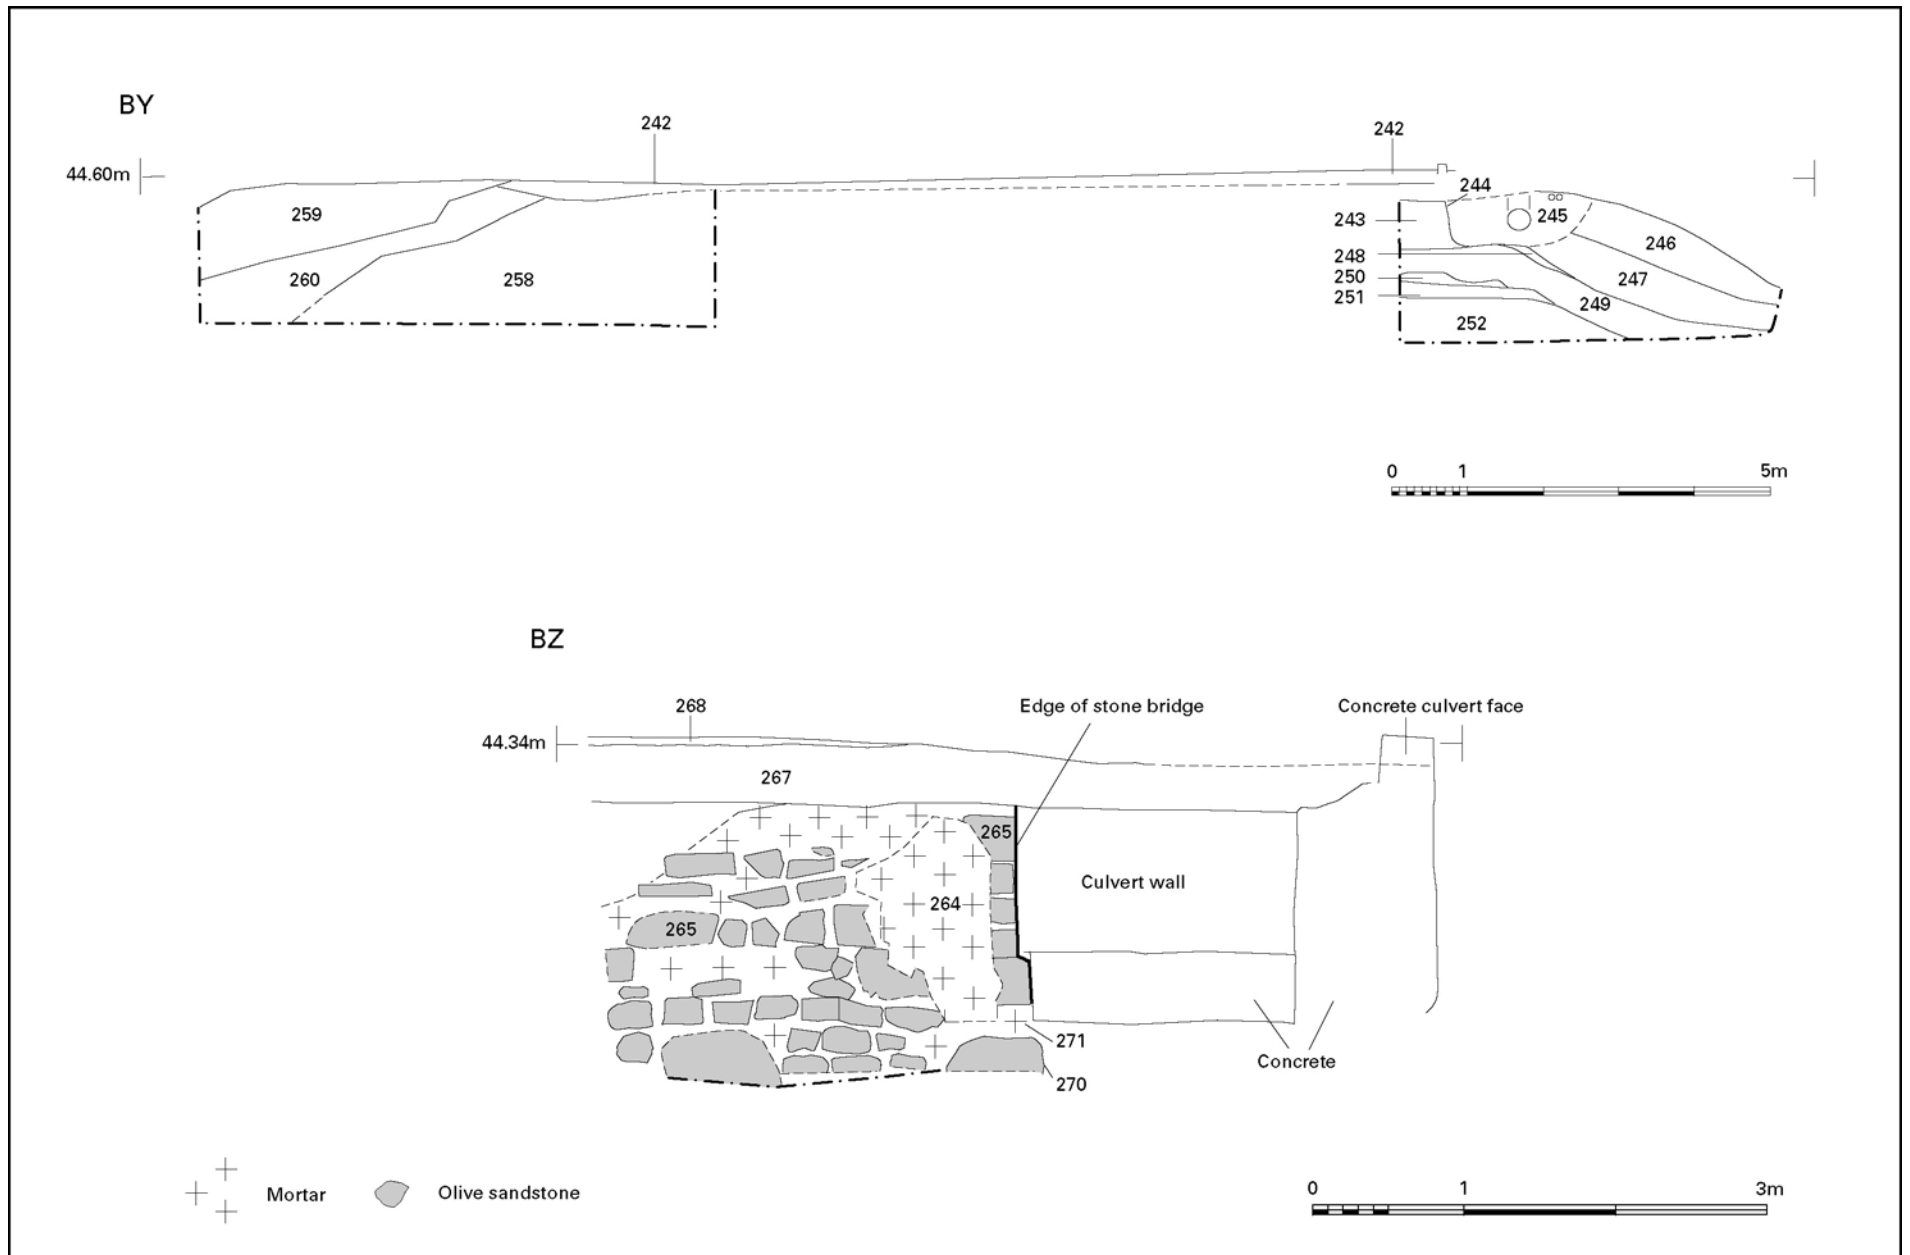 BY
242
242
44.60m
244
259
243
245
246
248
260
258
250
247
251
249
252
0 1 5m
BZ
268
Edge of stone bridge
Concrete culvert face
44.34m
267
265
Culvert wall
264
265
271
Concrete
270
Mortar
Olive sandstone
0 1 3m